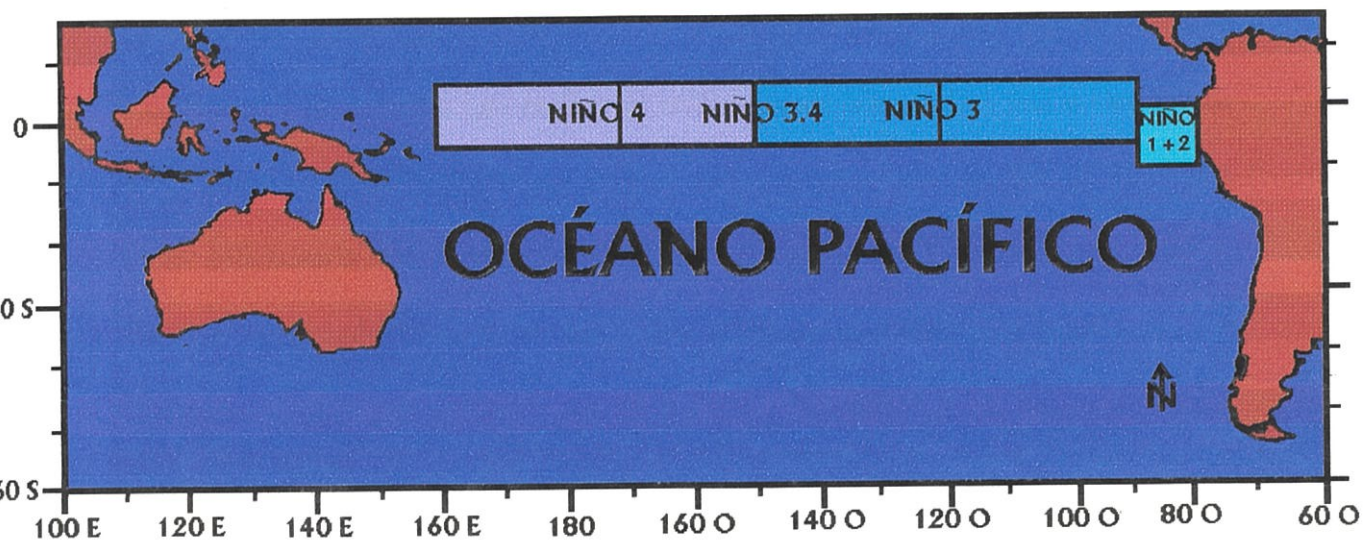 NIÑO 4
NIÑO 3.4
NIÑO 3
NIÑO
1 + 2
0
OCÉANO PACÍFICO
0 S
N
60 S
100 E 120 E 140 E 160 E 180 160 O 140 O 120 O 100 O 80 O 60 O